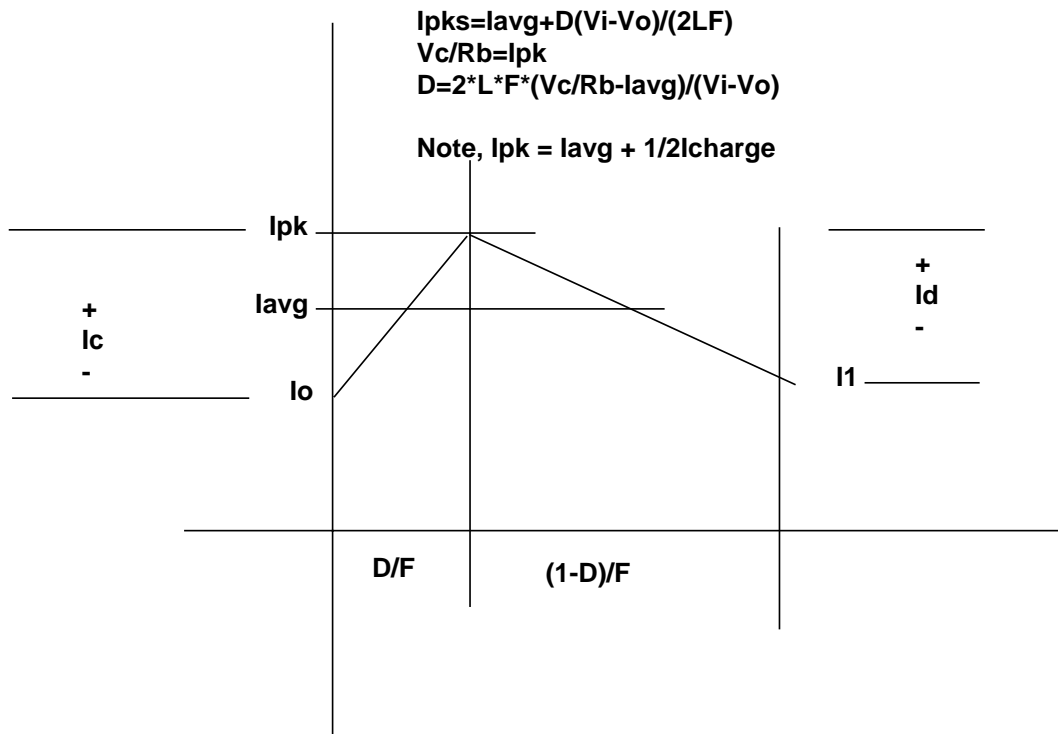 Ipks=Iavg+D(Vi-Vo)/(2LF)
Vc/Rb=Ipk
D=2*L*F*(Vc/Rb-Iavg)/(Vi-Vo)
Note, Ipk = Iavg + 1/2Icharge
Ipk
+
Id
-
Iavg
+
Ic
-
Io
I1
D/F
(1-D)/F